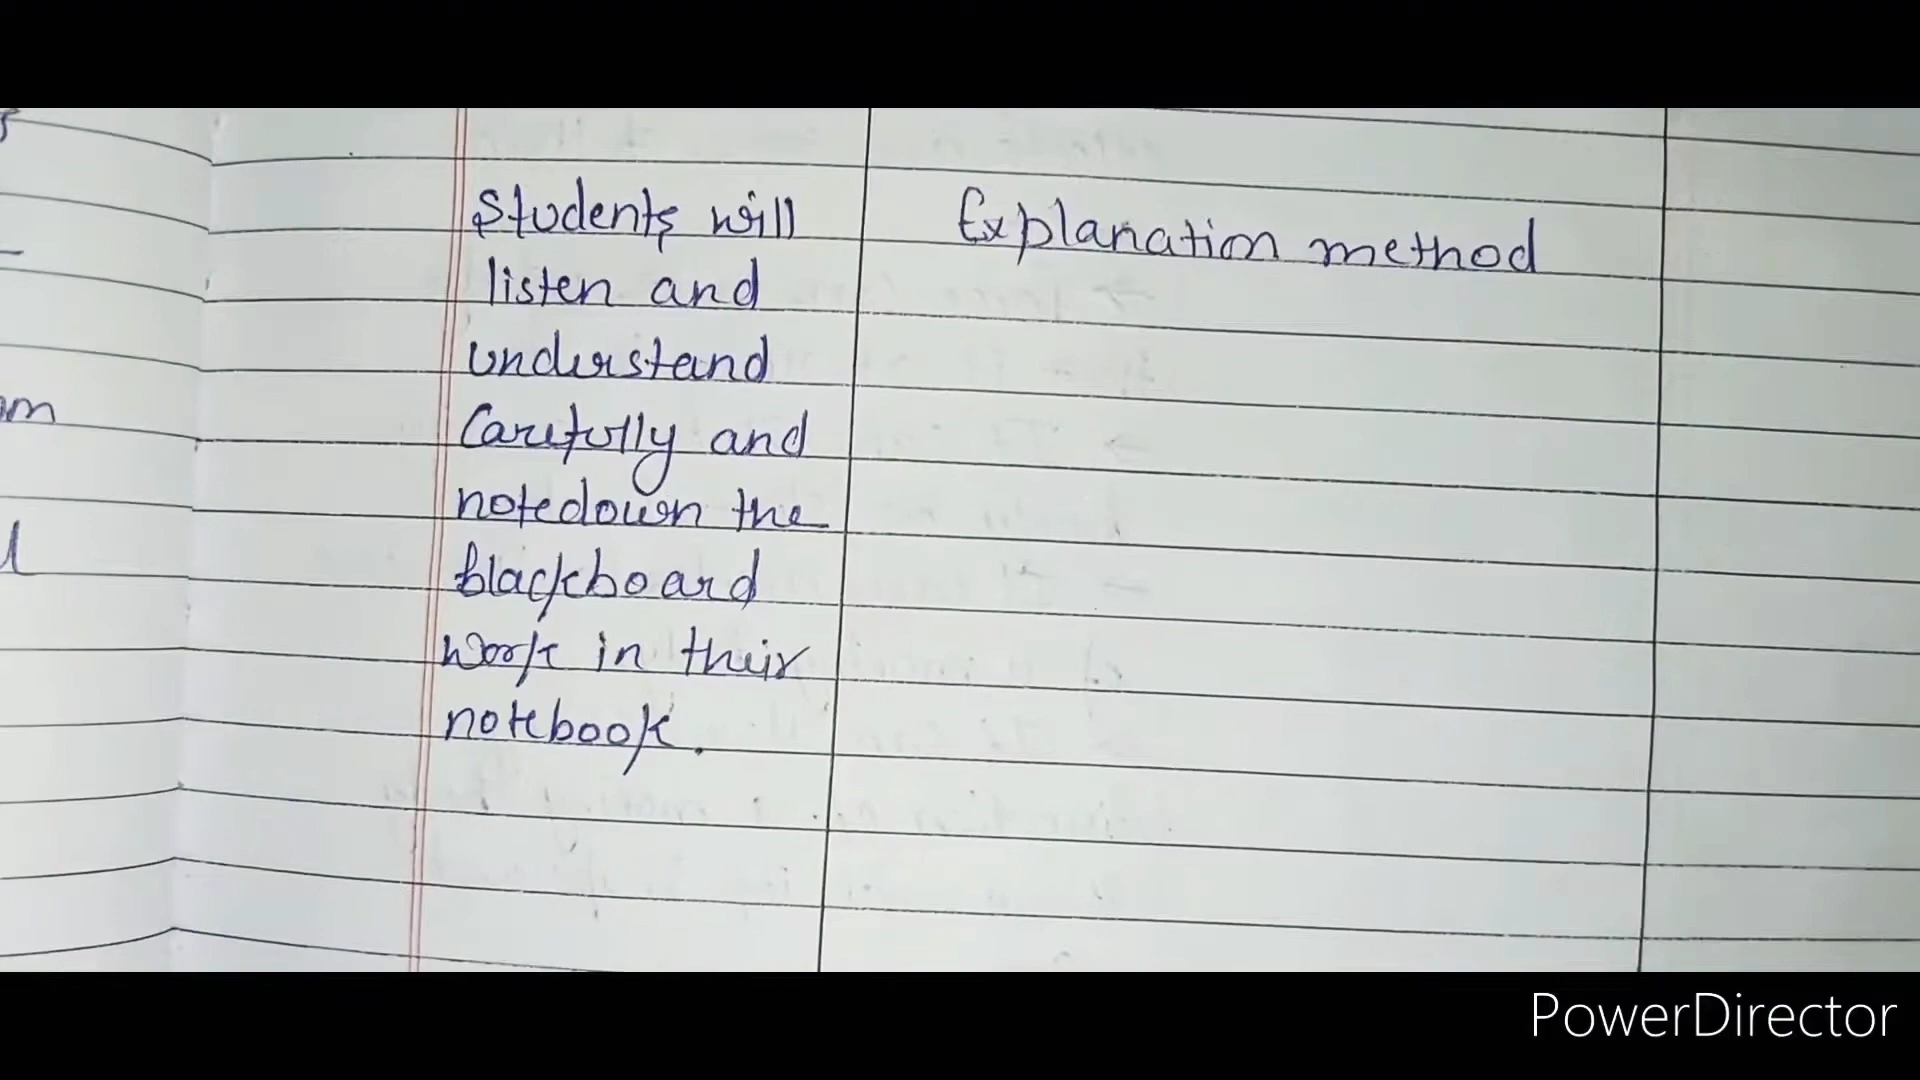 Students will
Explanation method
listen and
understand
Carefully and
notedown the
blackboard
work in their
notebook.
PowerDirector